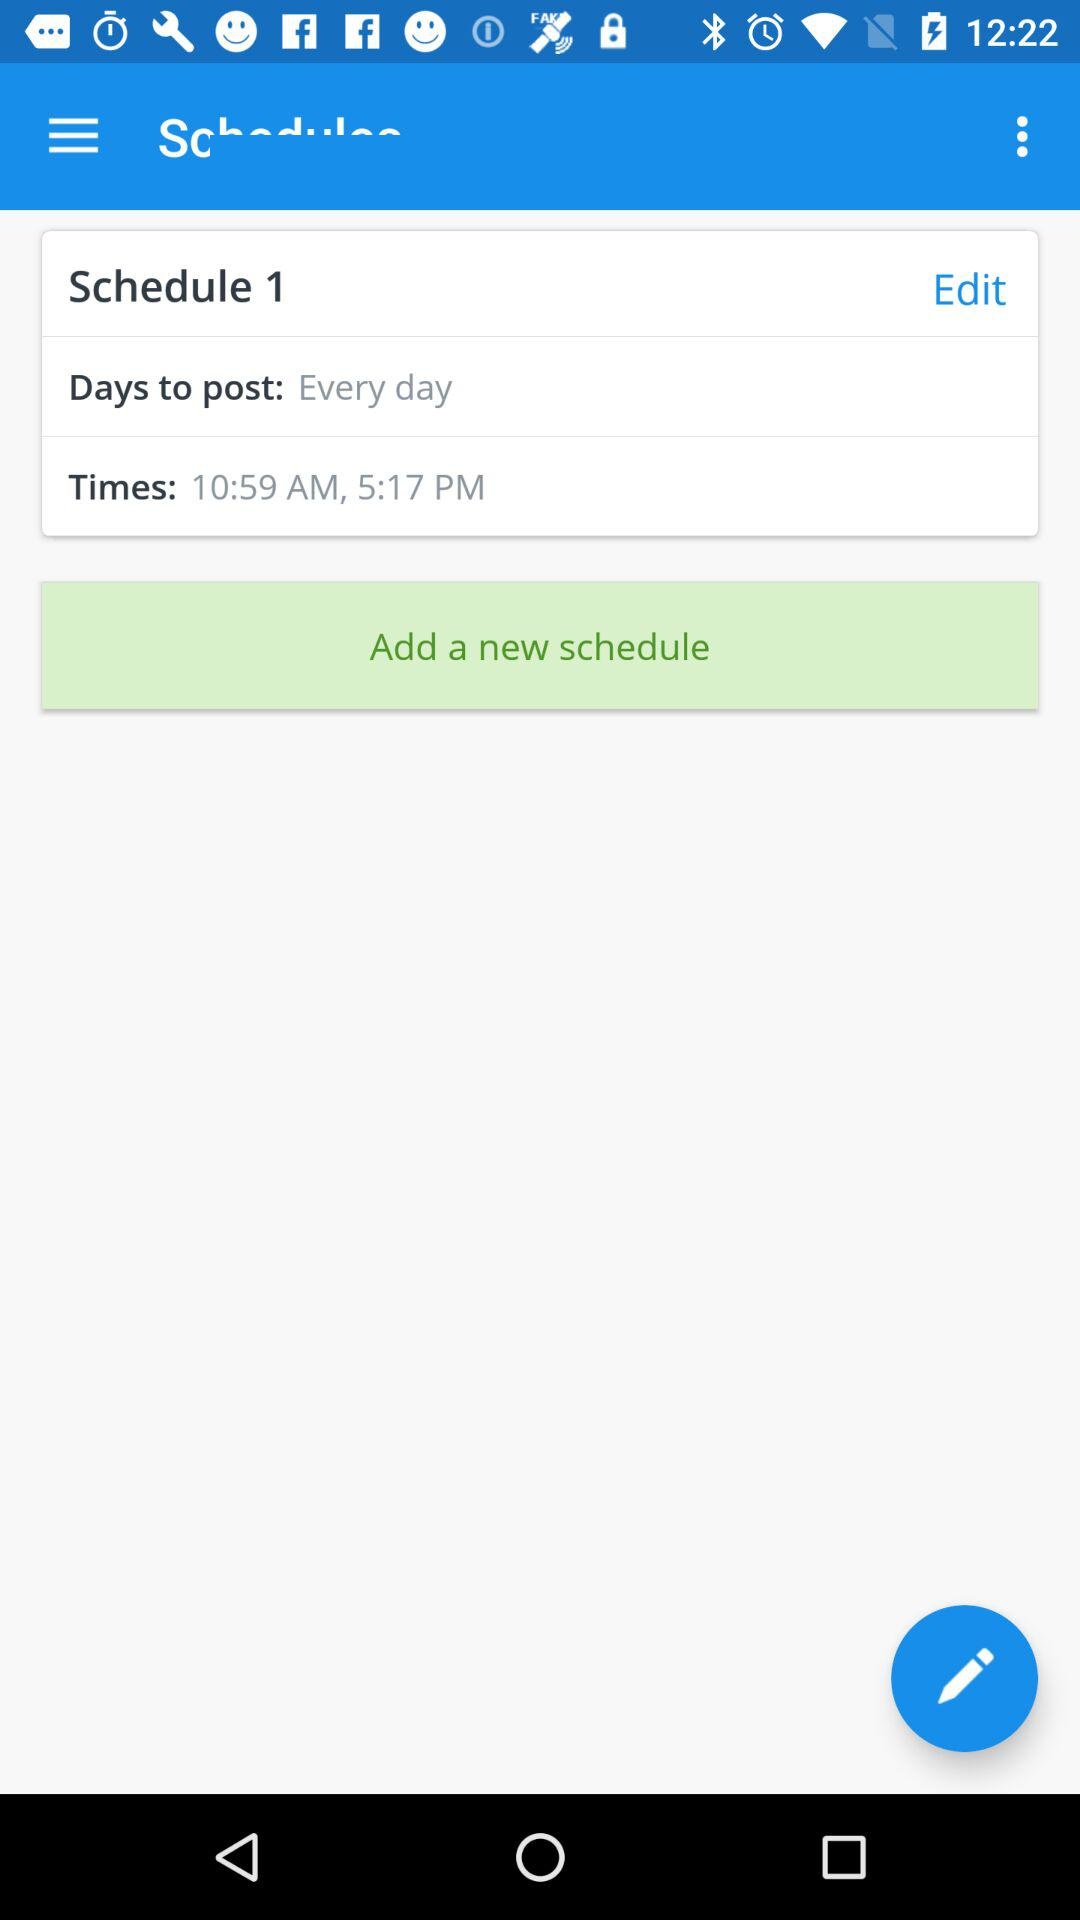 FAKE
12:22
Schedules
Schedule 1
Edit
Days to post: Every day
Times: 10:59 AM, 5:17 PM
Add a new schedule